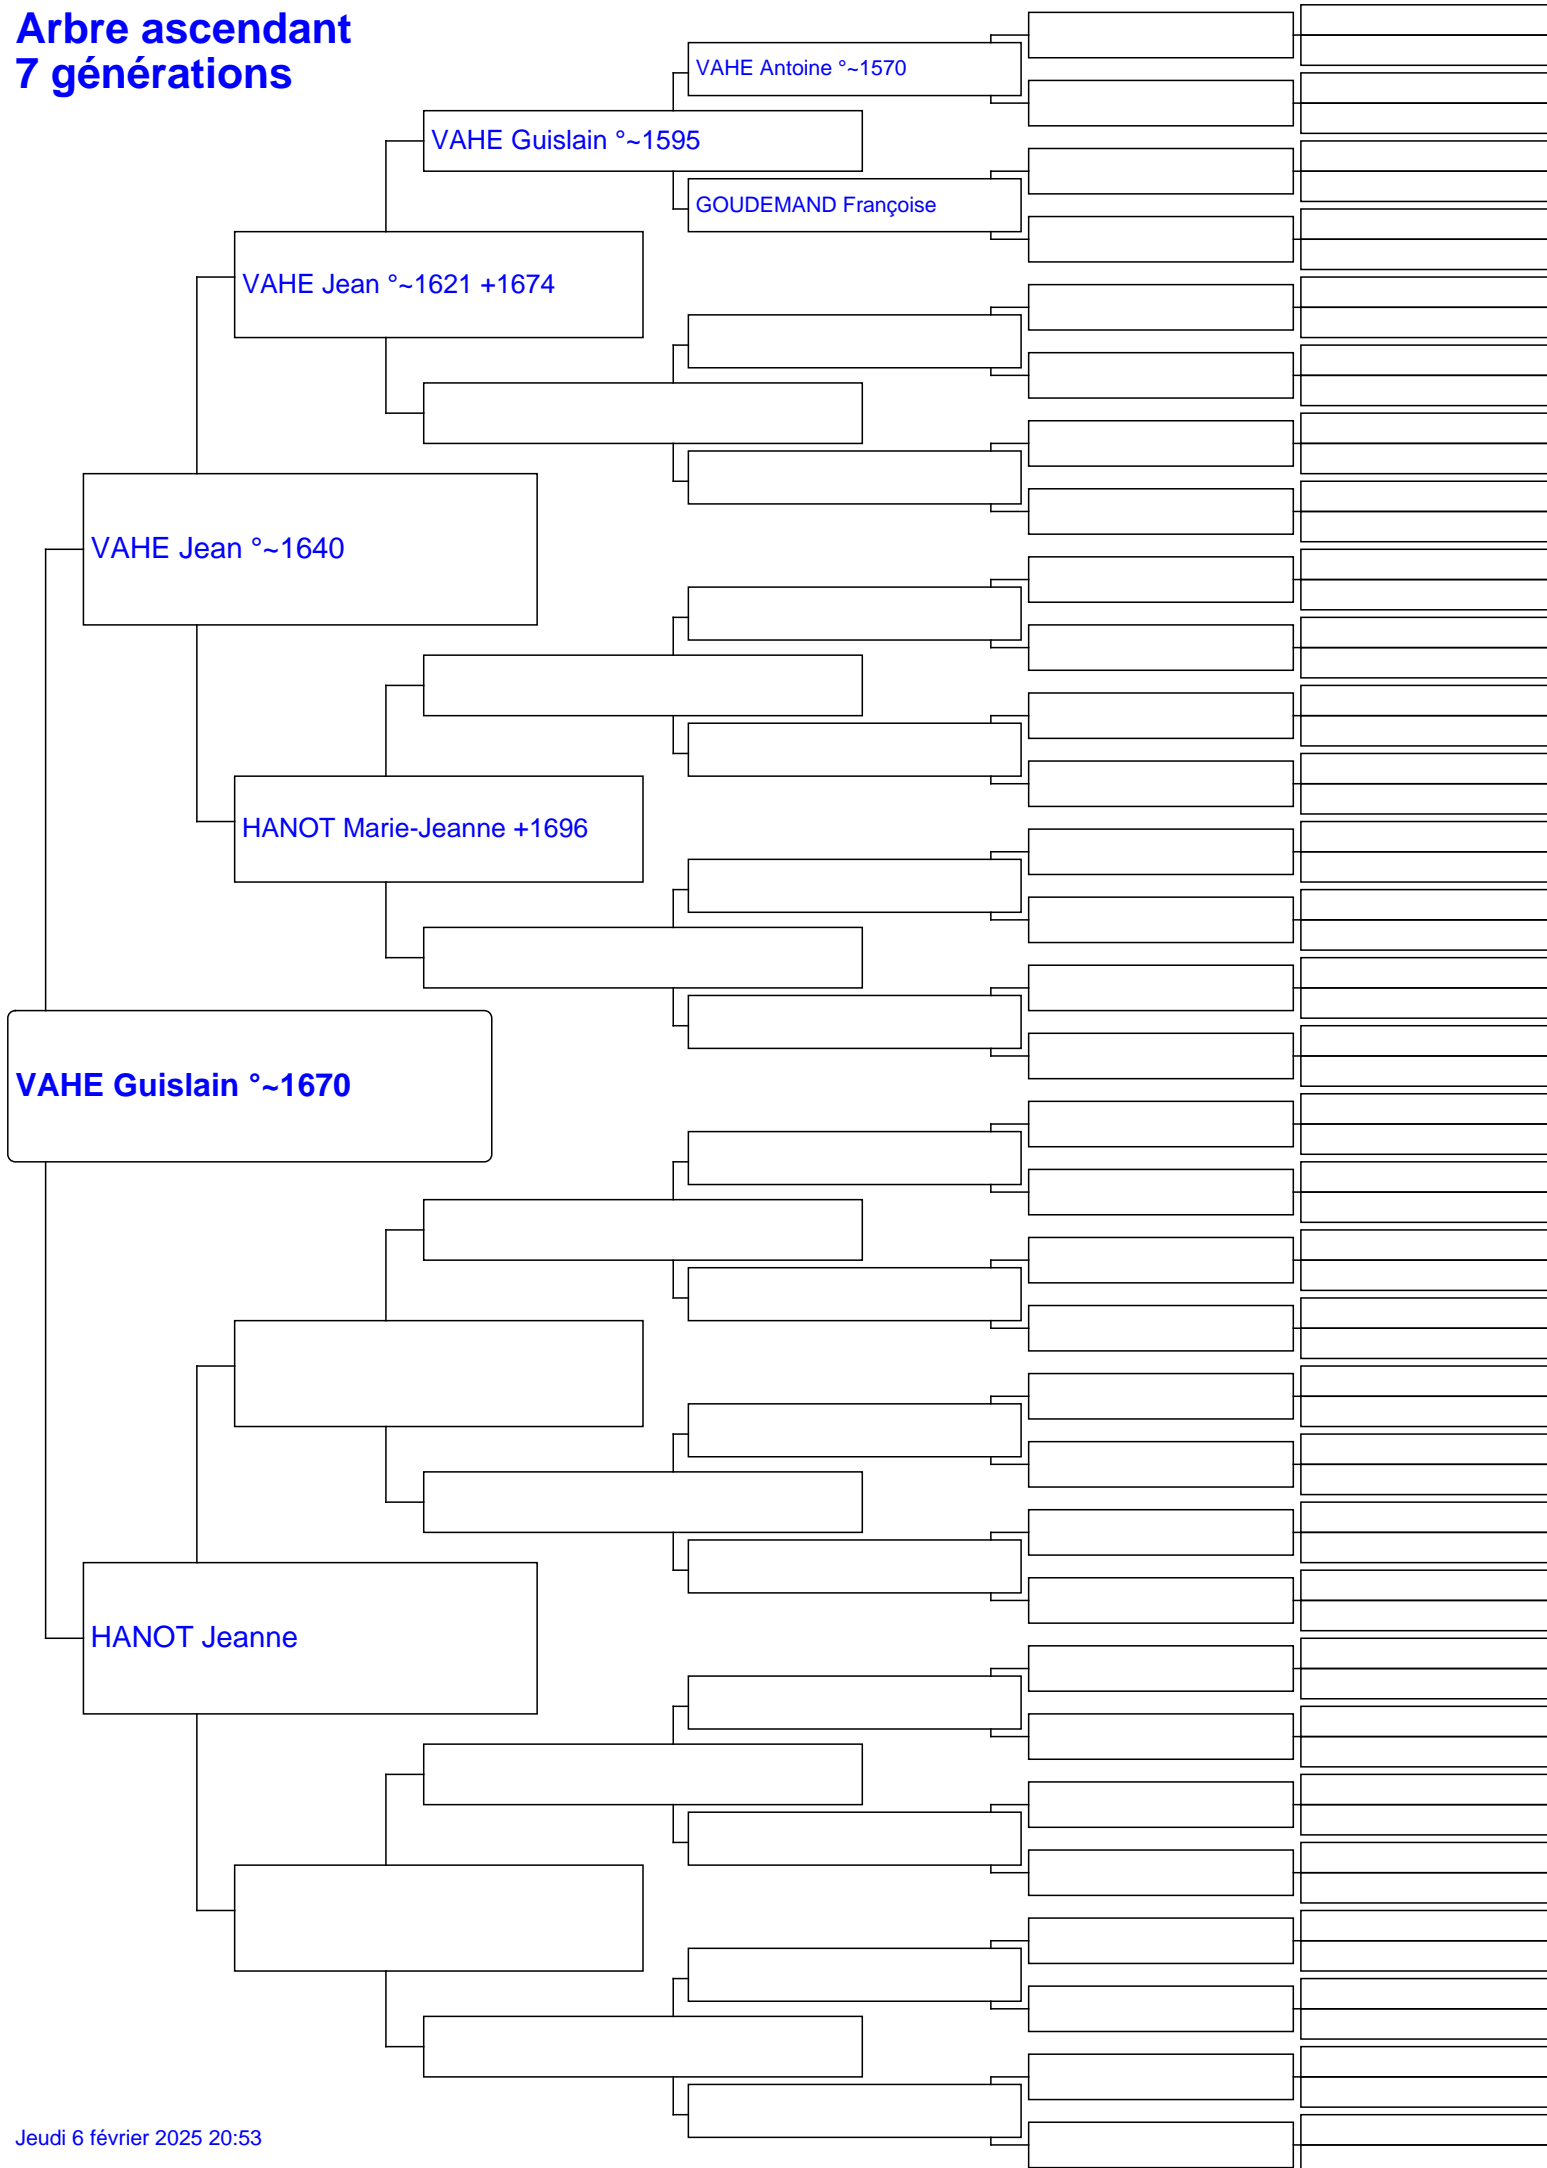 Arbre ascendant
7 générations
VAHE Antoine °~1570
VAHE Guislain °~1595
GOUDEMAND Françoise
VAHE Jean °~1621 +1674
VAHE Jean °~1640
HANOT Marie-Jeanne +1696
VAHE Guislain °~1670
HANOT Jeanne
Jeudi 6 février 2025 20:53